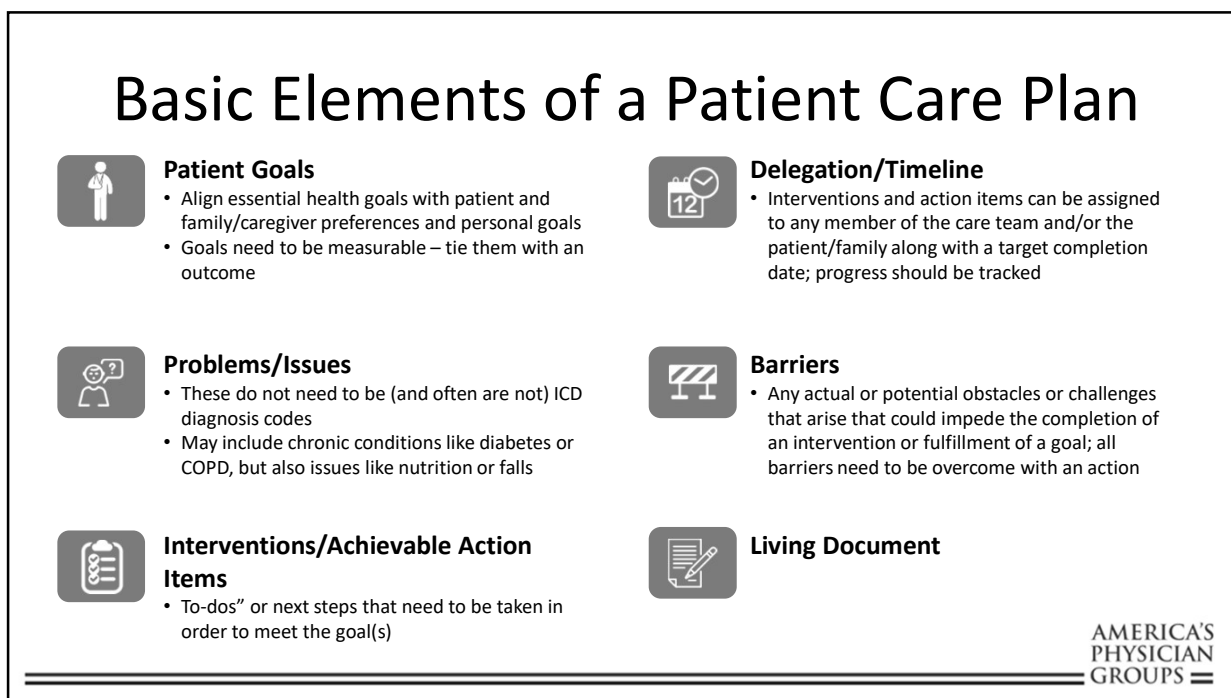 Basic Elements of a Patient Care Plan
Patient Goals
• Align essential health goals with patient and
family/caregiver preferences and personal goals
• Goals need to be measurable – tie them with an
outcome
Problems/Issues
• These do not need to be (and often are not) ICD
diagnosis codes
• May include chronic conditions like diabetes or
COPD, but also issues like nutrition or falls
Interventions/Achievable Action
Items
• To-dos” or next steps that need to be taken in
order to meet the goal(s)
12
Delegation/Timeline
• Interventions and action items can be assigned
to any member of the care team and/or the
patient/family along with a target completion
date; progress should be tracked
Barriers
• Any actual or potential obstacles or challenges
that arise that could impede the completion of
an intervention or fulfillment of a goal; all
barriers need to be overcome with an action
Living Document
AMERICA'S
PHYSICIAN
GROUPS